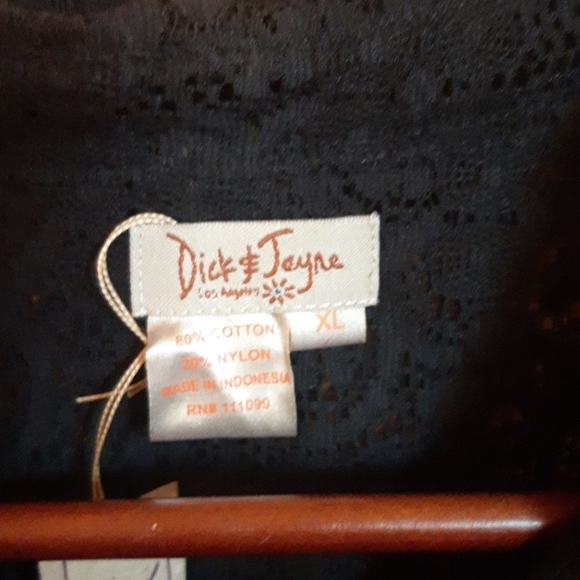 Dick & Jayne
Los Angeles
XL
80% COTTON
20% NYLON
MADE IN INDONESIA
RN# 111090